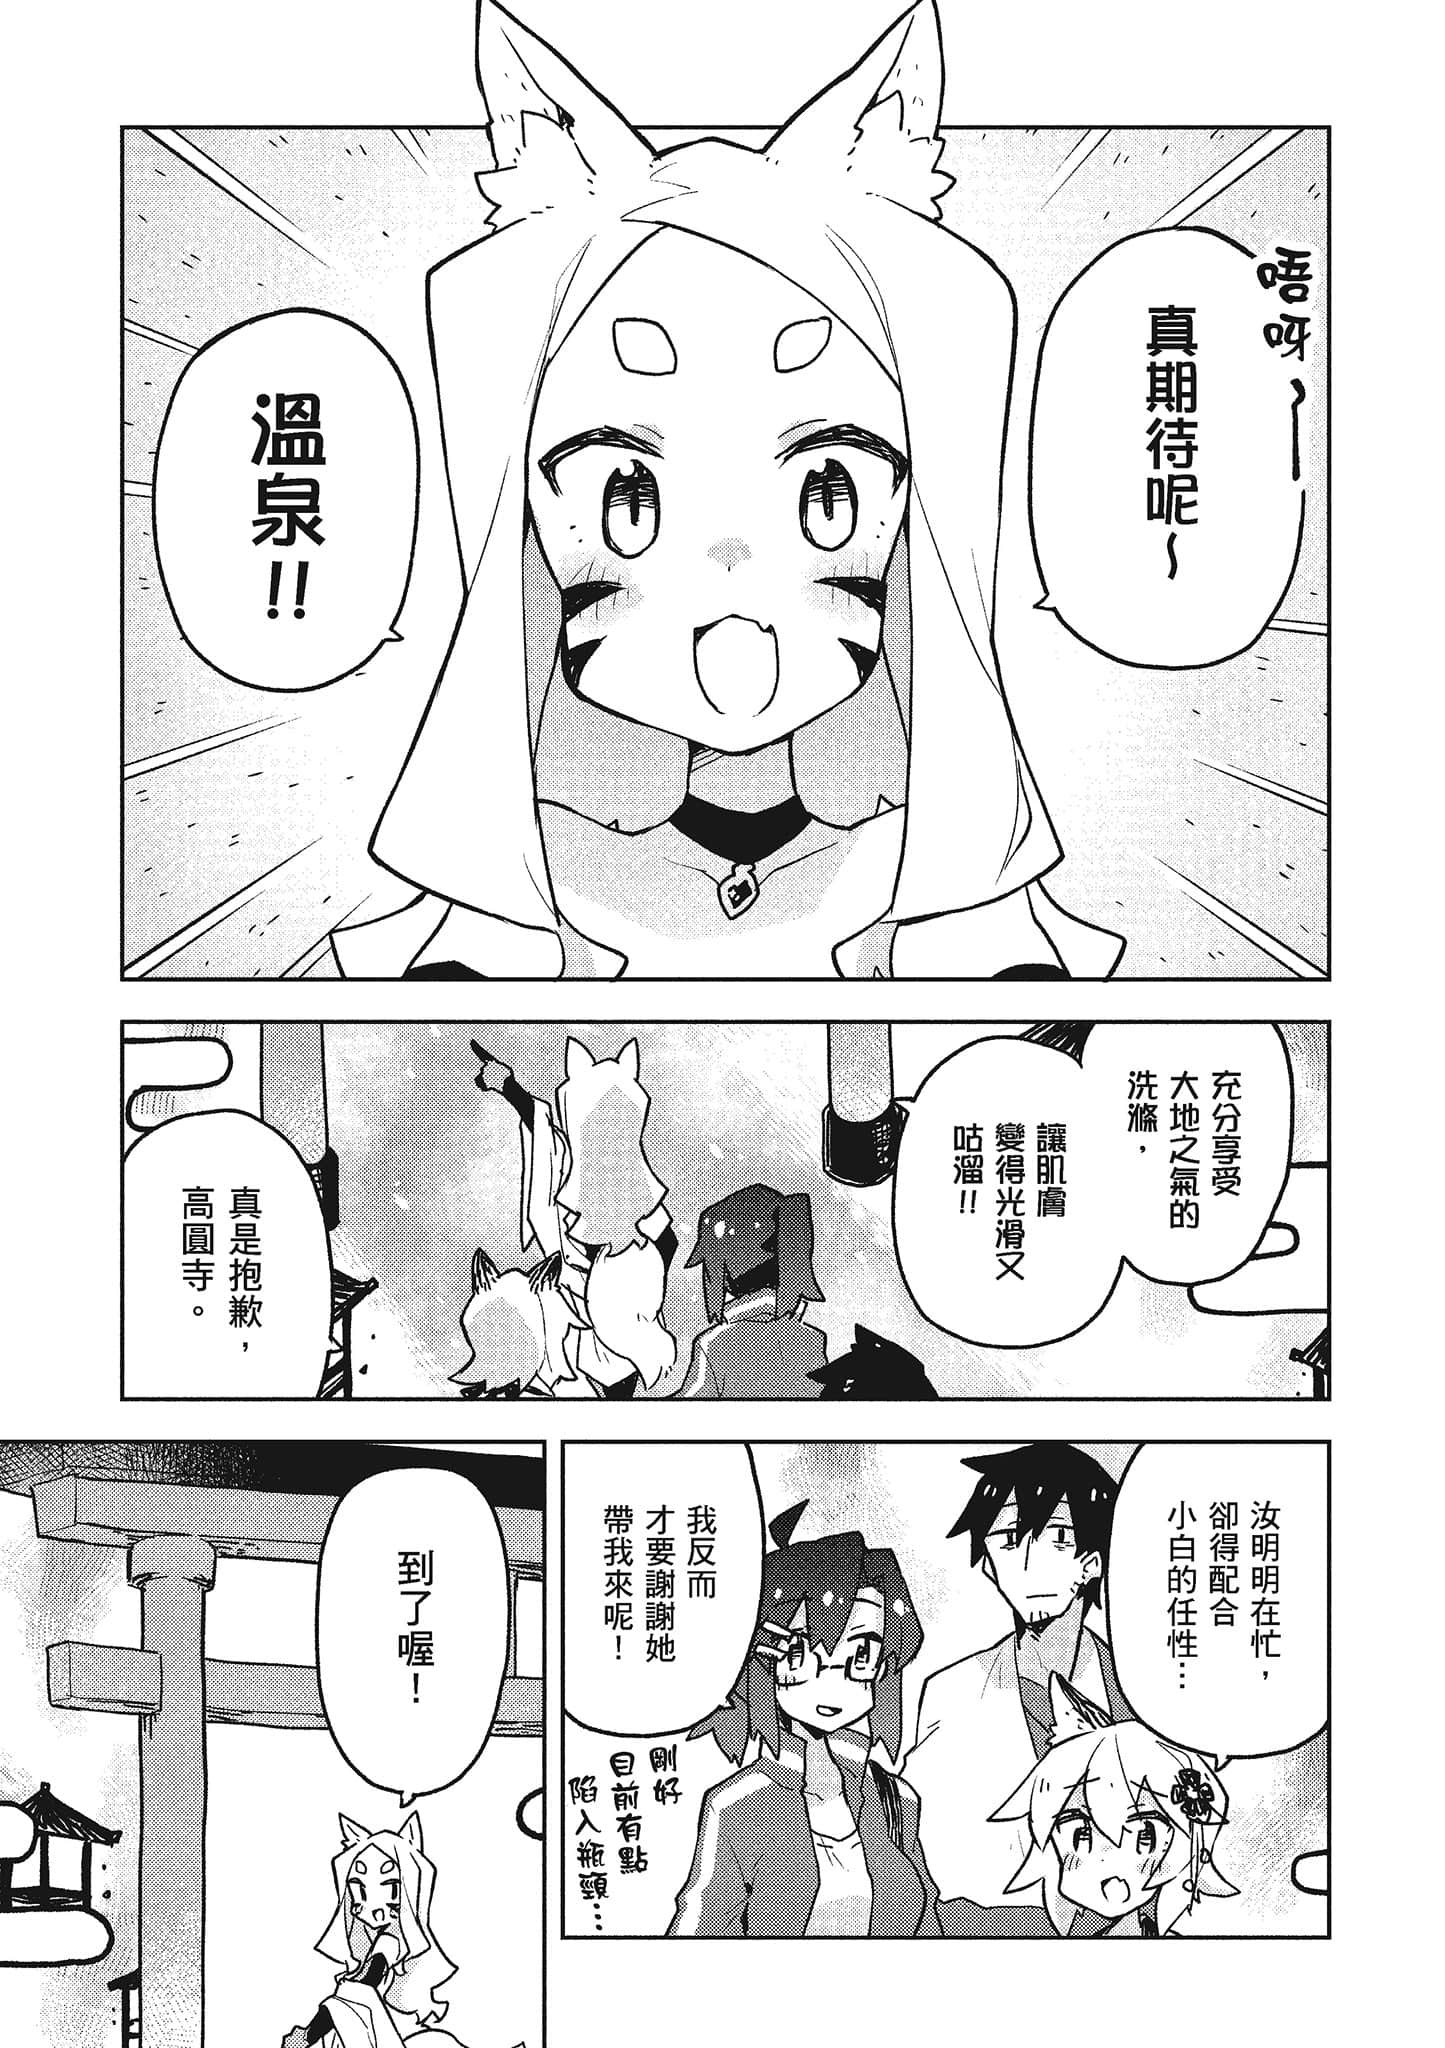 唔呀～——
真期待呢～
溫泉!!
充分享受
大地之氣的
洗滌，
讓肌膚
變得光滑又
咕溜!!
真是抱歉，
高圓寺。
汝明明在忙，
卻得配合
小白的任性…
我反而
才要謝謝她
帶我來呢！
剛好
目前有點
陷入瓶頸…
到了喔！